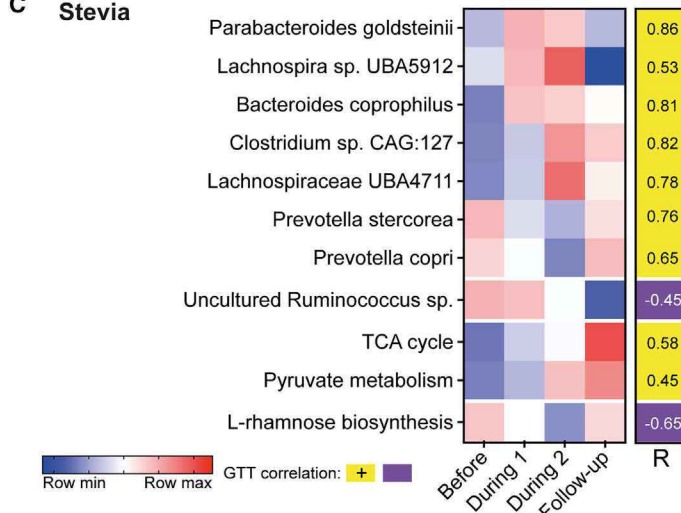 C Stevia
Parabacteroides goldsteinii 0.86
Lachnospira sp. UBA5912 0.53
Bacteroides coprophilus 0.81
Clostridium sp. CAG:127 0.82
Lachnospiraceae UBA4711 0.78
Prevotella stercorea 0.76
Prevotella copri 0.65
Uncultured Ruminococcus sp. -0.45
TCA cycle 0.58
Pyruvate metabolism 0.45
L-rhamnose biosynthesis -0.65
Before During 1 During 2 Follow-up R
Row min Row max GTT correlation: +